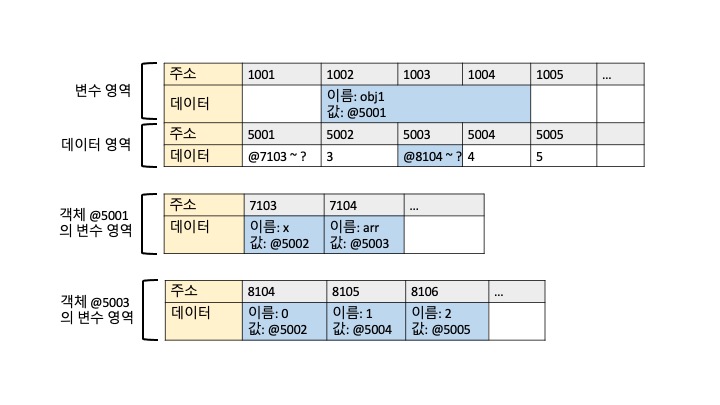 변수 영역
주소 1001 1002 1003 1004 1005 ...
데이터 이름: obj1
값: @5001
데이터 영역
주소 5001 5002 5003 5004 5005
데이터 @7103 ~ ? 3 @8104 ~ ? 4 5
객체 @5001
의 변수 영역
주소 7103 7104 ...
데이터 이름: x 이름: arr
값: @5002 값: @5003
객체 @5003
의 변수 영역
주소 8104 8105 8106 ...
데이터 이름: 0 이름: 1 이름: 2
값: @5002 값: @5004 값: @5005